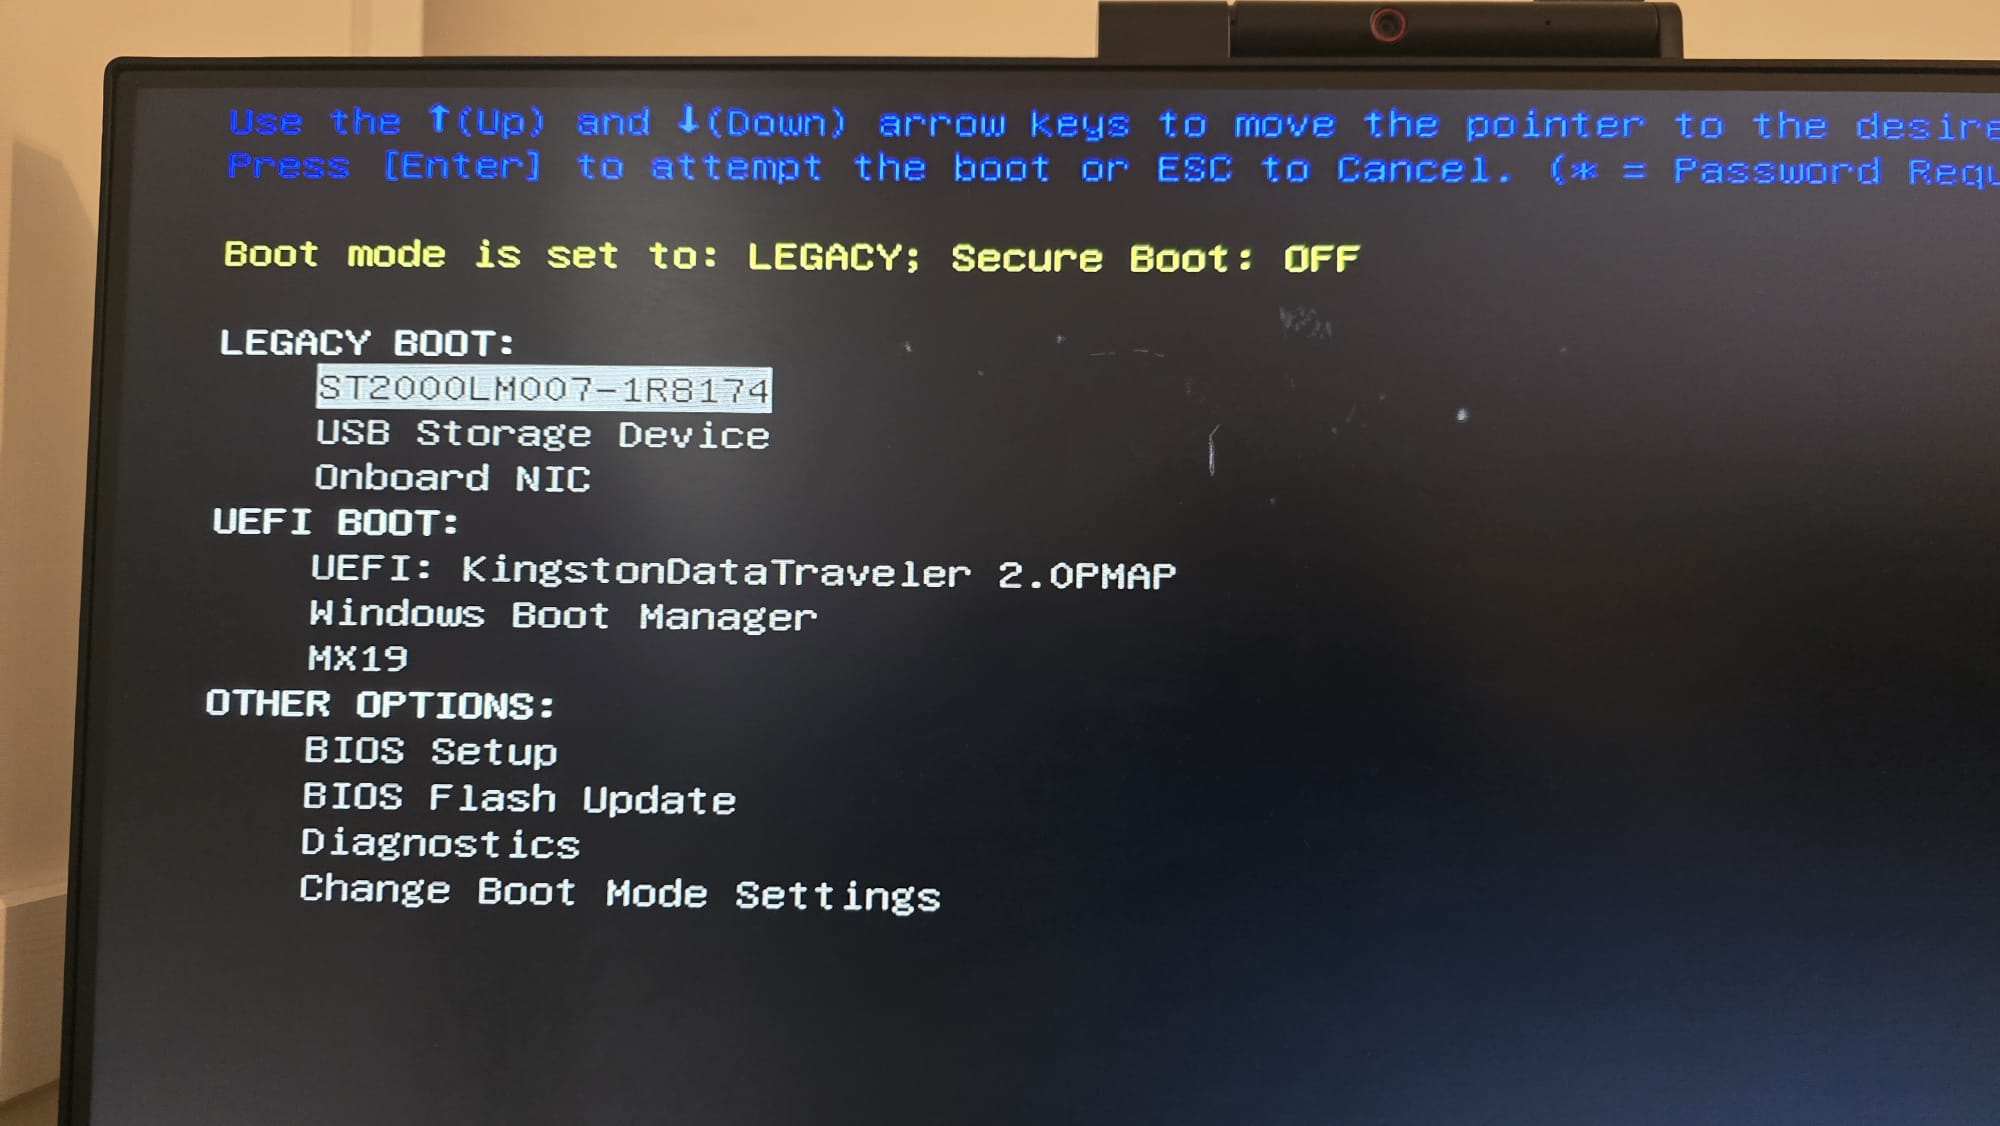 Use the ↑(Up) and ↓(Down) arrow keys to move the pointer to the
Press [Enter] to attempt the boot or ESC to Cancel. (* = Password
Boot mode is set to: LEGACY; Secure Boot: OFF
LEGACY BOOT:
ST2000LM007-1R8174
USB Storage Device
Onboard NIC
UEFI BOOT:
UEFI: KingstonDataTraveler 2.0PMAP
Windows Boot Manager
MX19
OTHER OPTIONS:
BIOS Setup
BIOS Flash Update
Diagnostics
Change Boot Mode Settings